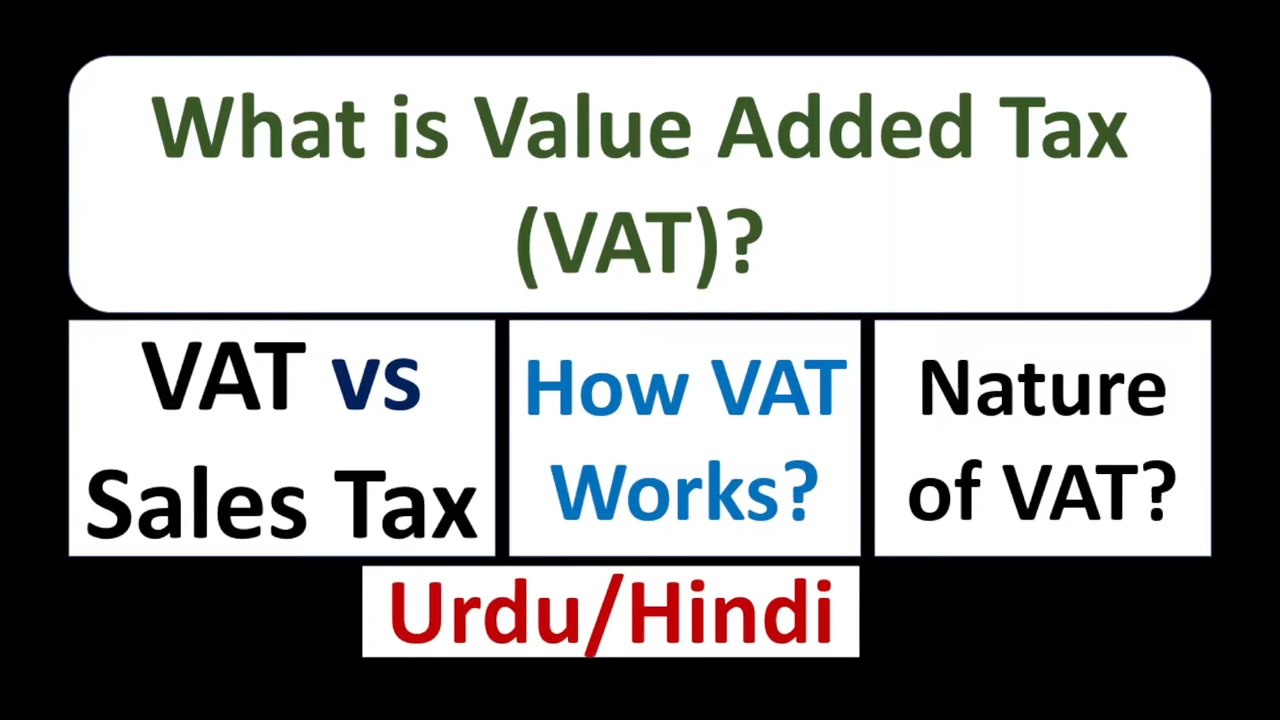 What is Value Added Tax
(VAT)?
VAT vs
Sales Tax
How VAT
Works?
Nature
of VAT?
Urdu/Hindi